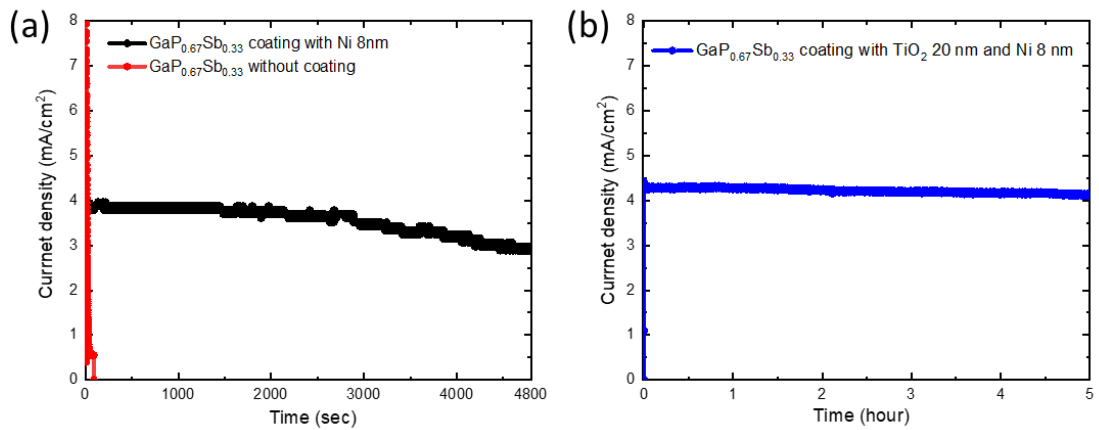 (a)
GaP0.67Sb0.33 coating with Ni 8nm
GaP0.67Sb0.33 without coating
Currnet density (mA/cm2)
8
7
6
5
4
3
2
1
0
0 1000 2000 3000 4000 4800
Time (sec)
(b)
GaP0.67Sb0.33 coating with TiO2 20 nm and Ni 8 nm
Currnet density (mA/cm2)
8
7
6
5
4
3
2
1
0
0 1 2 3 4 5
Time (hour)